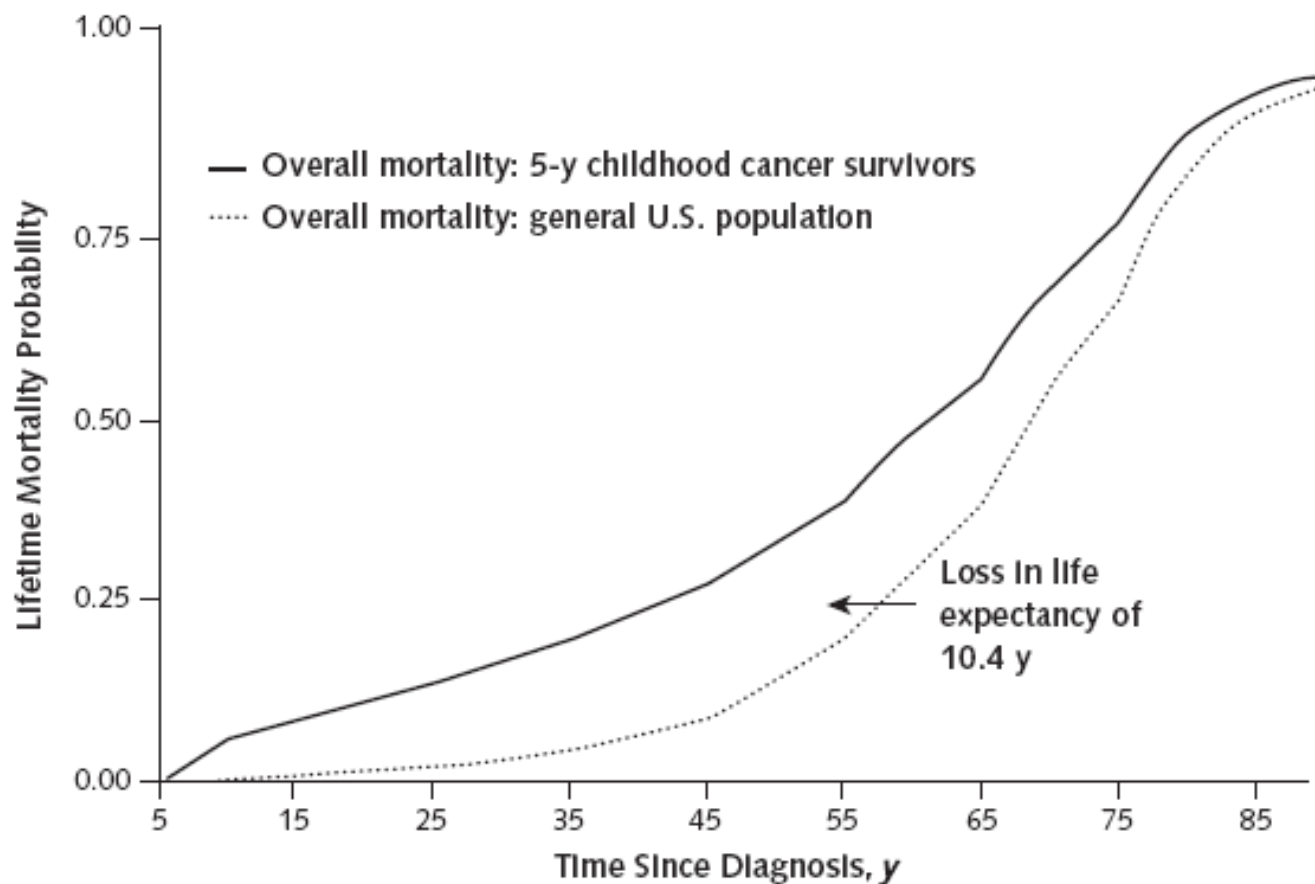 1.00
0.75
0.50
0.25
0.00
Lifetime Mortality Probability
Overall mortality: 5-y childhood cancer survivors
Overall mortality: general U.S. population
Loss in life
expectancy of
10.4 y
5 15 25 35 45 55 65 75 85
Time Since Diagnosis, y